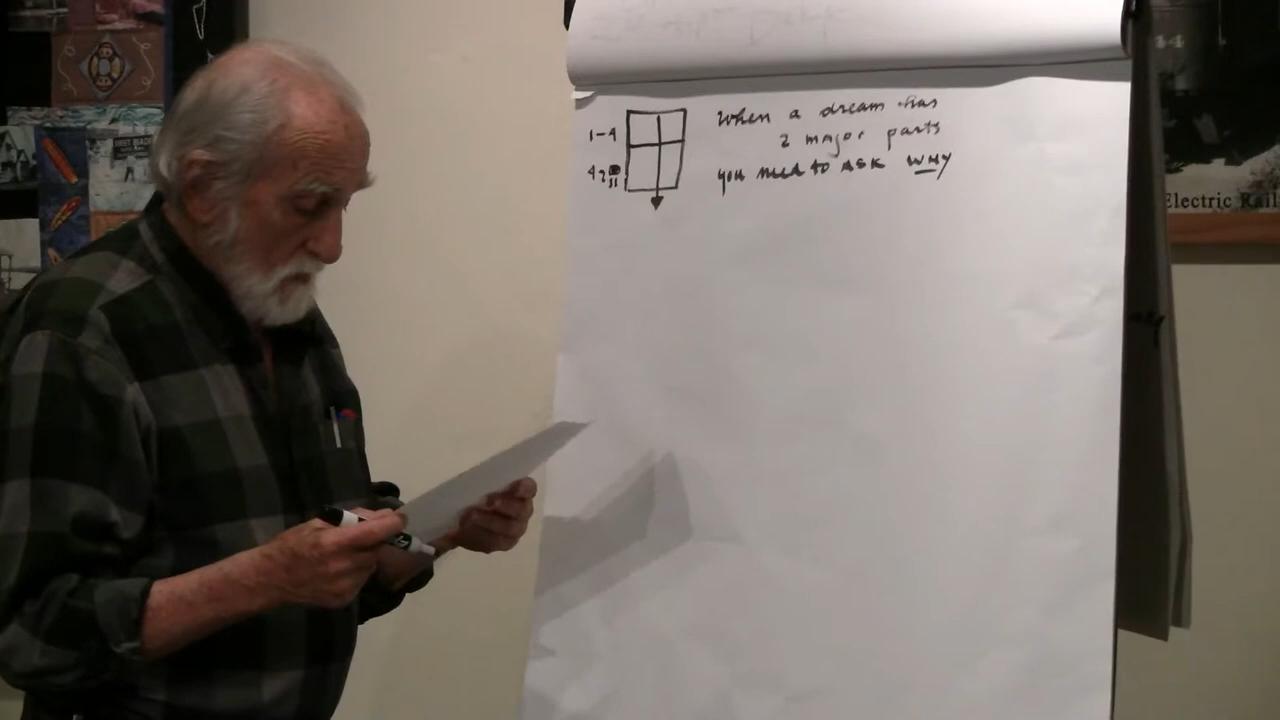 When a dream has
1-4
2 major parts
you need to ASK WHY
Electric Rail